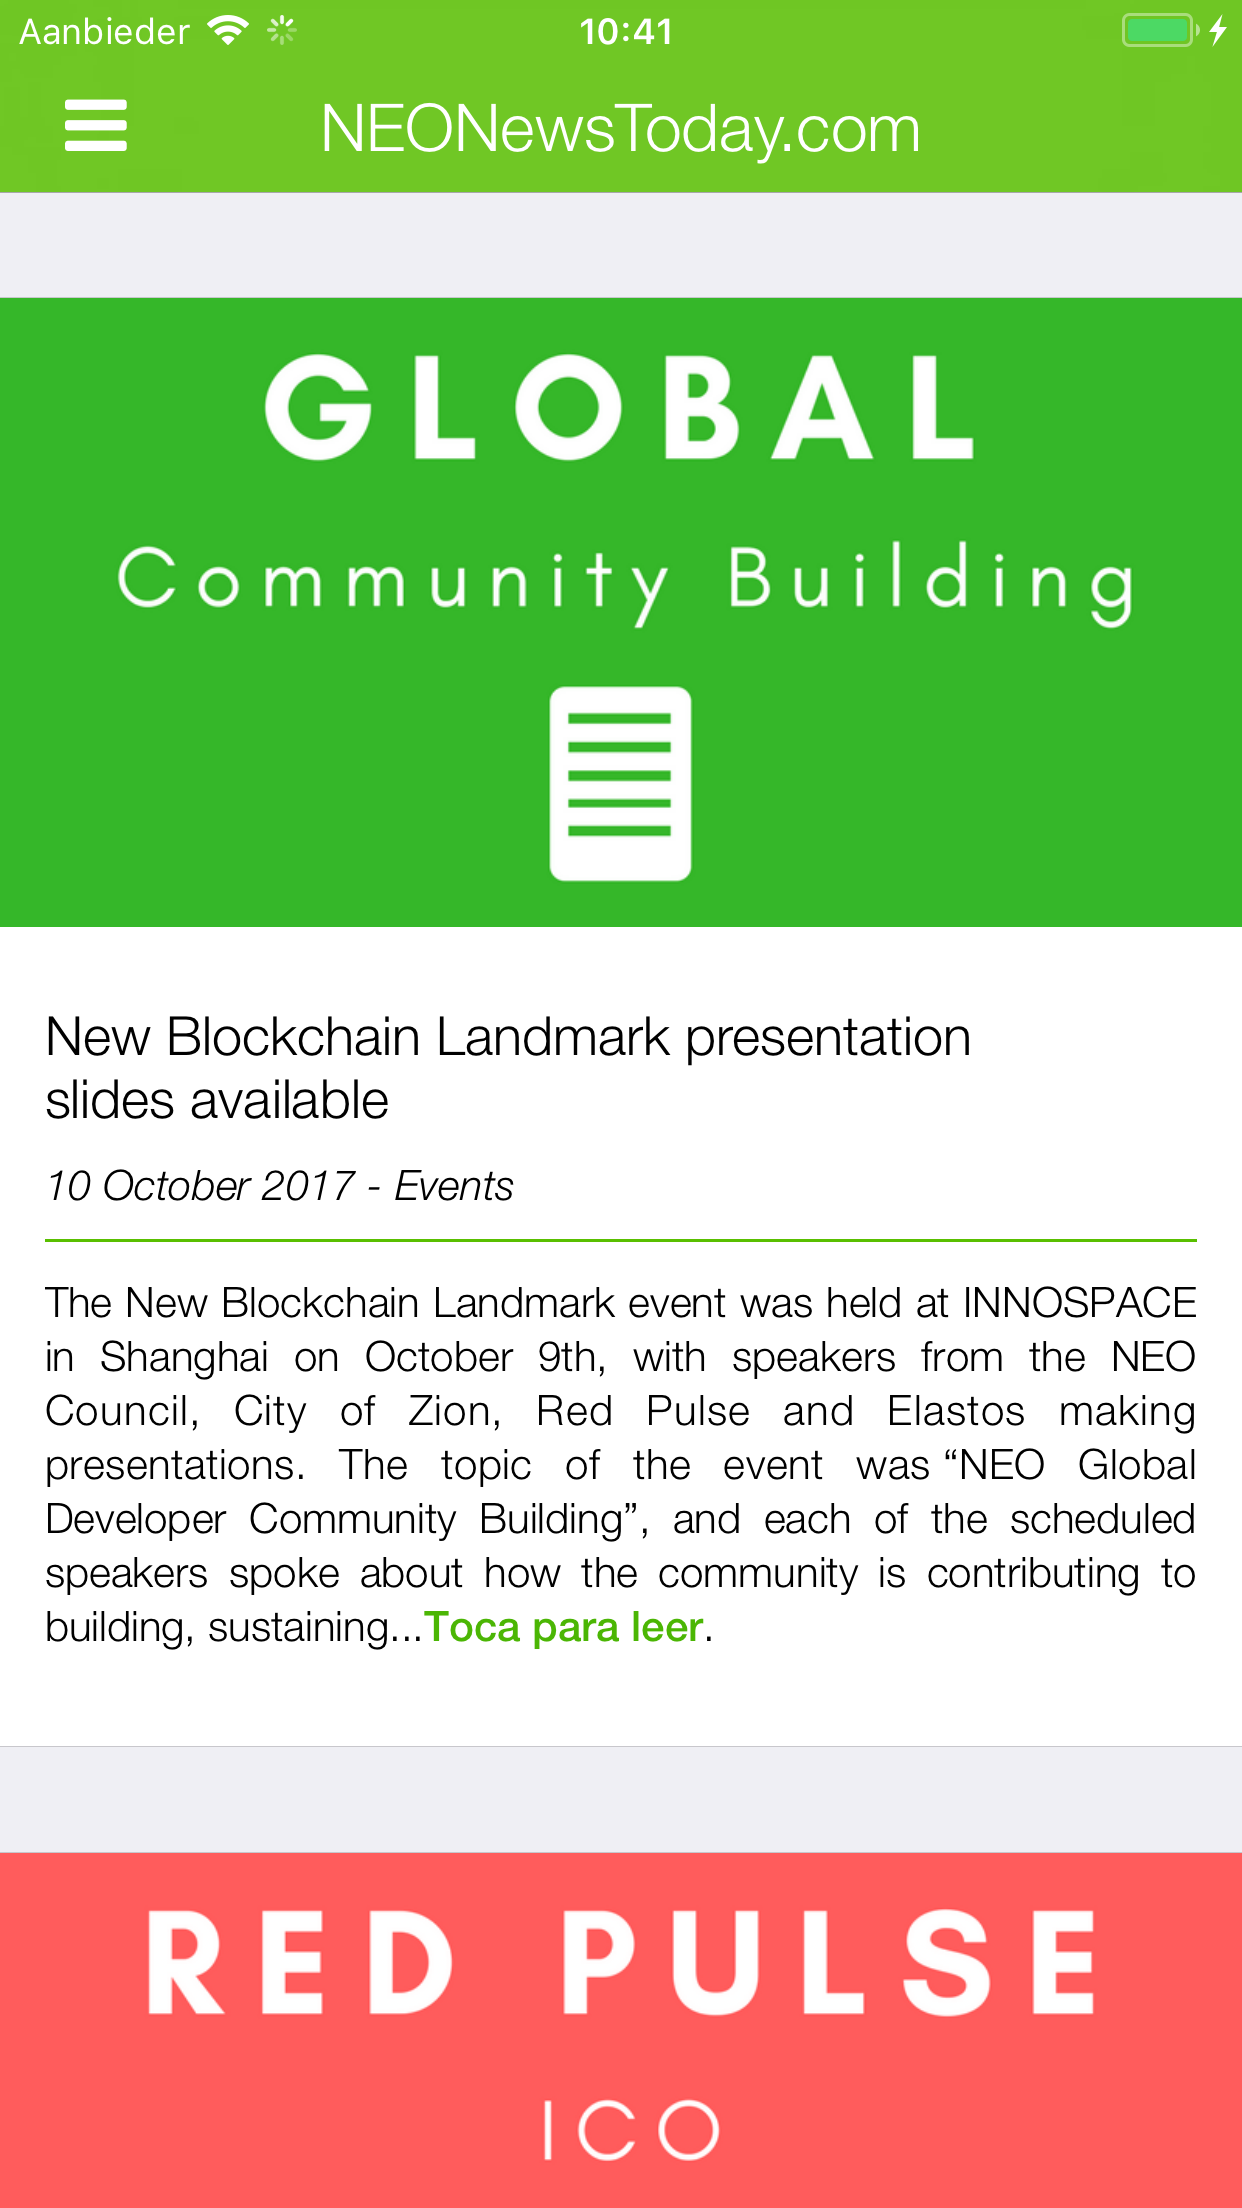 Aanbieder 10:41
NEONewsToday.com
GLOBAL
Community Building
New Blockchain Landmark presentation
slides available
10 October 2017 - Events
The New Blockchain Landmark event was held at INNOSPACE
in Shanghai on October 9th, with speakers from the NEO
Council, City of Zion, Red Pulse and Elastos making
presentations. The topic of the event was “NEO Global
Developer Community Building”, and each of the scheduled
speakers spoke about how the community is contributing to
building, sustaining...Toca para leer.
RED PULSE
ICO